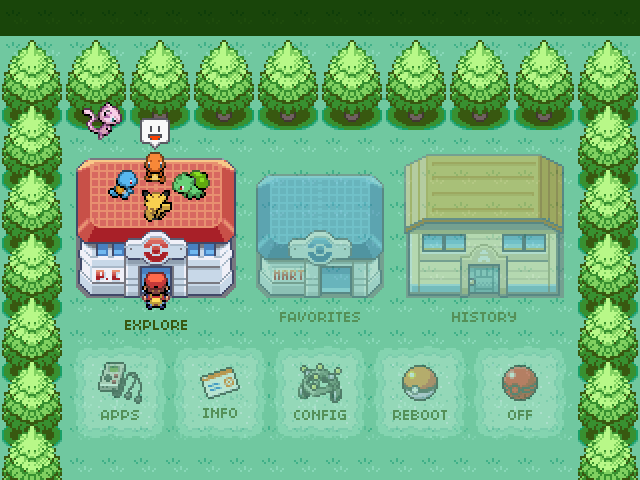 P.C
MART
EXPLORE
FAVORITES
HISTORY
APPS
INFO
CONFIG
REBOOT
OFF